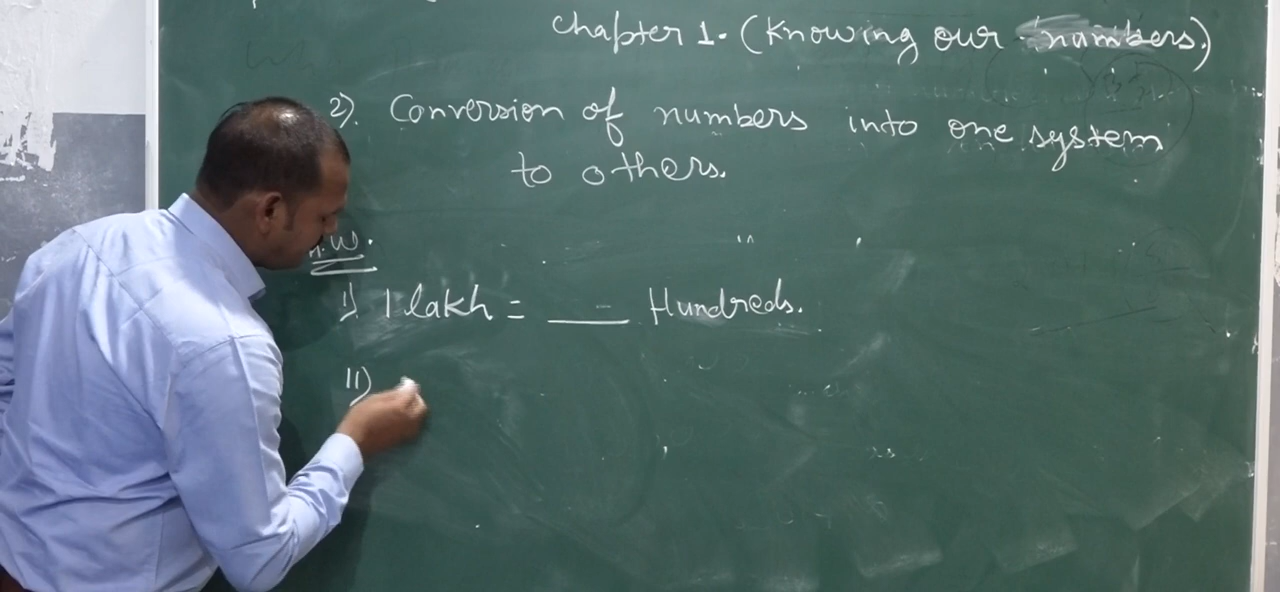 Chapter 1. (Knowing our numbers.)
2). Conversion of numbers into one system
to others.
H.W.
I) 1 lakh = ___ Hundreds.
II)